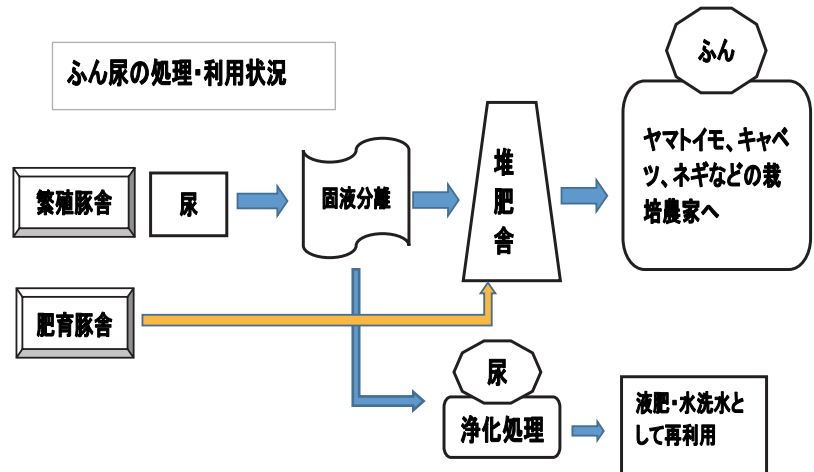 ふん尿の処理・利用状況
ふん
ヤマトイモ、キャベ
ツ、ネギなどの栽
培農家へ
繁殖豚舎
尿
固液分離
堆肥舎
肥育豚舎
尿
浄化処理
液肥・水洗水と
して再利用